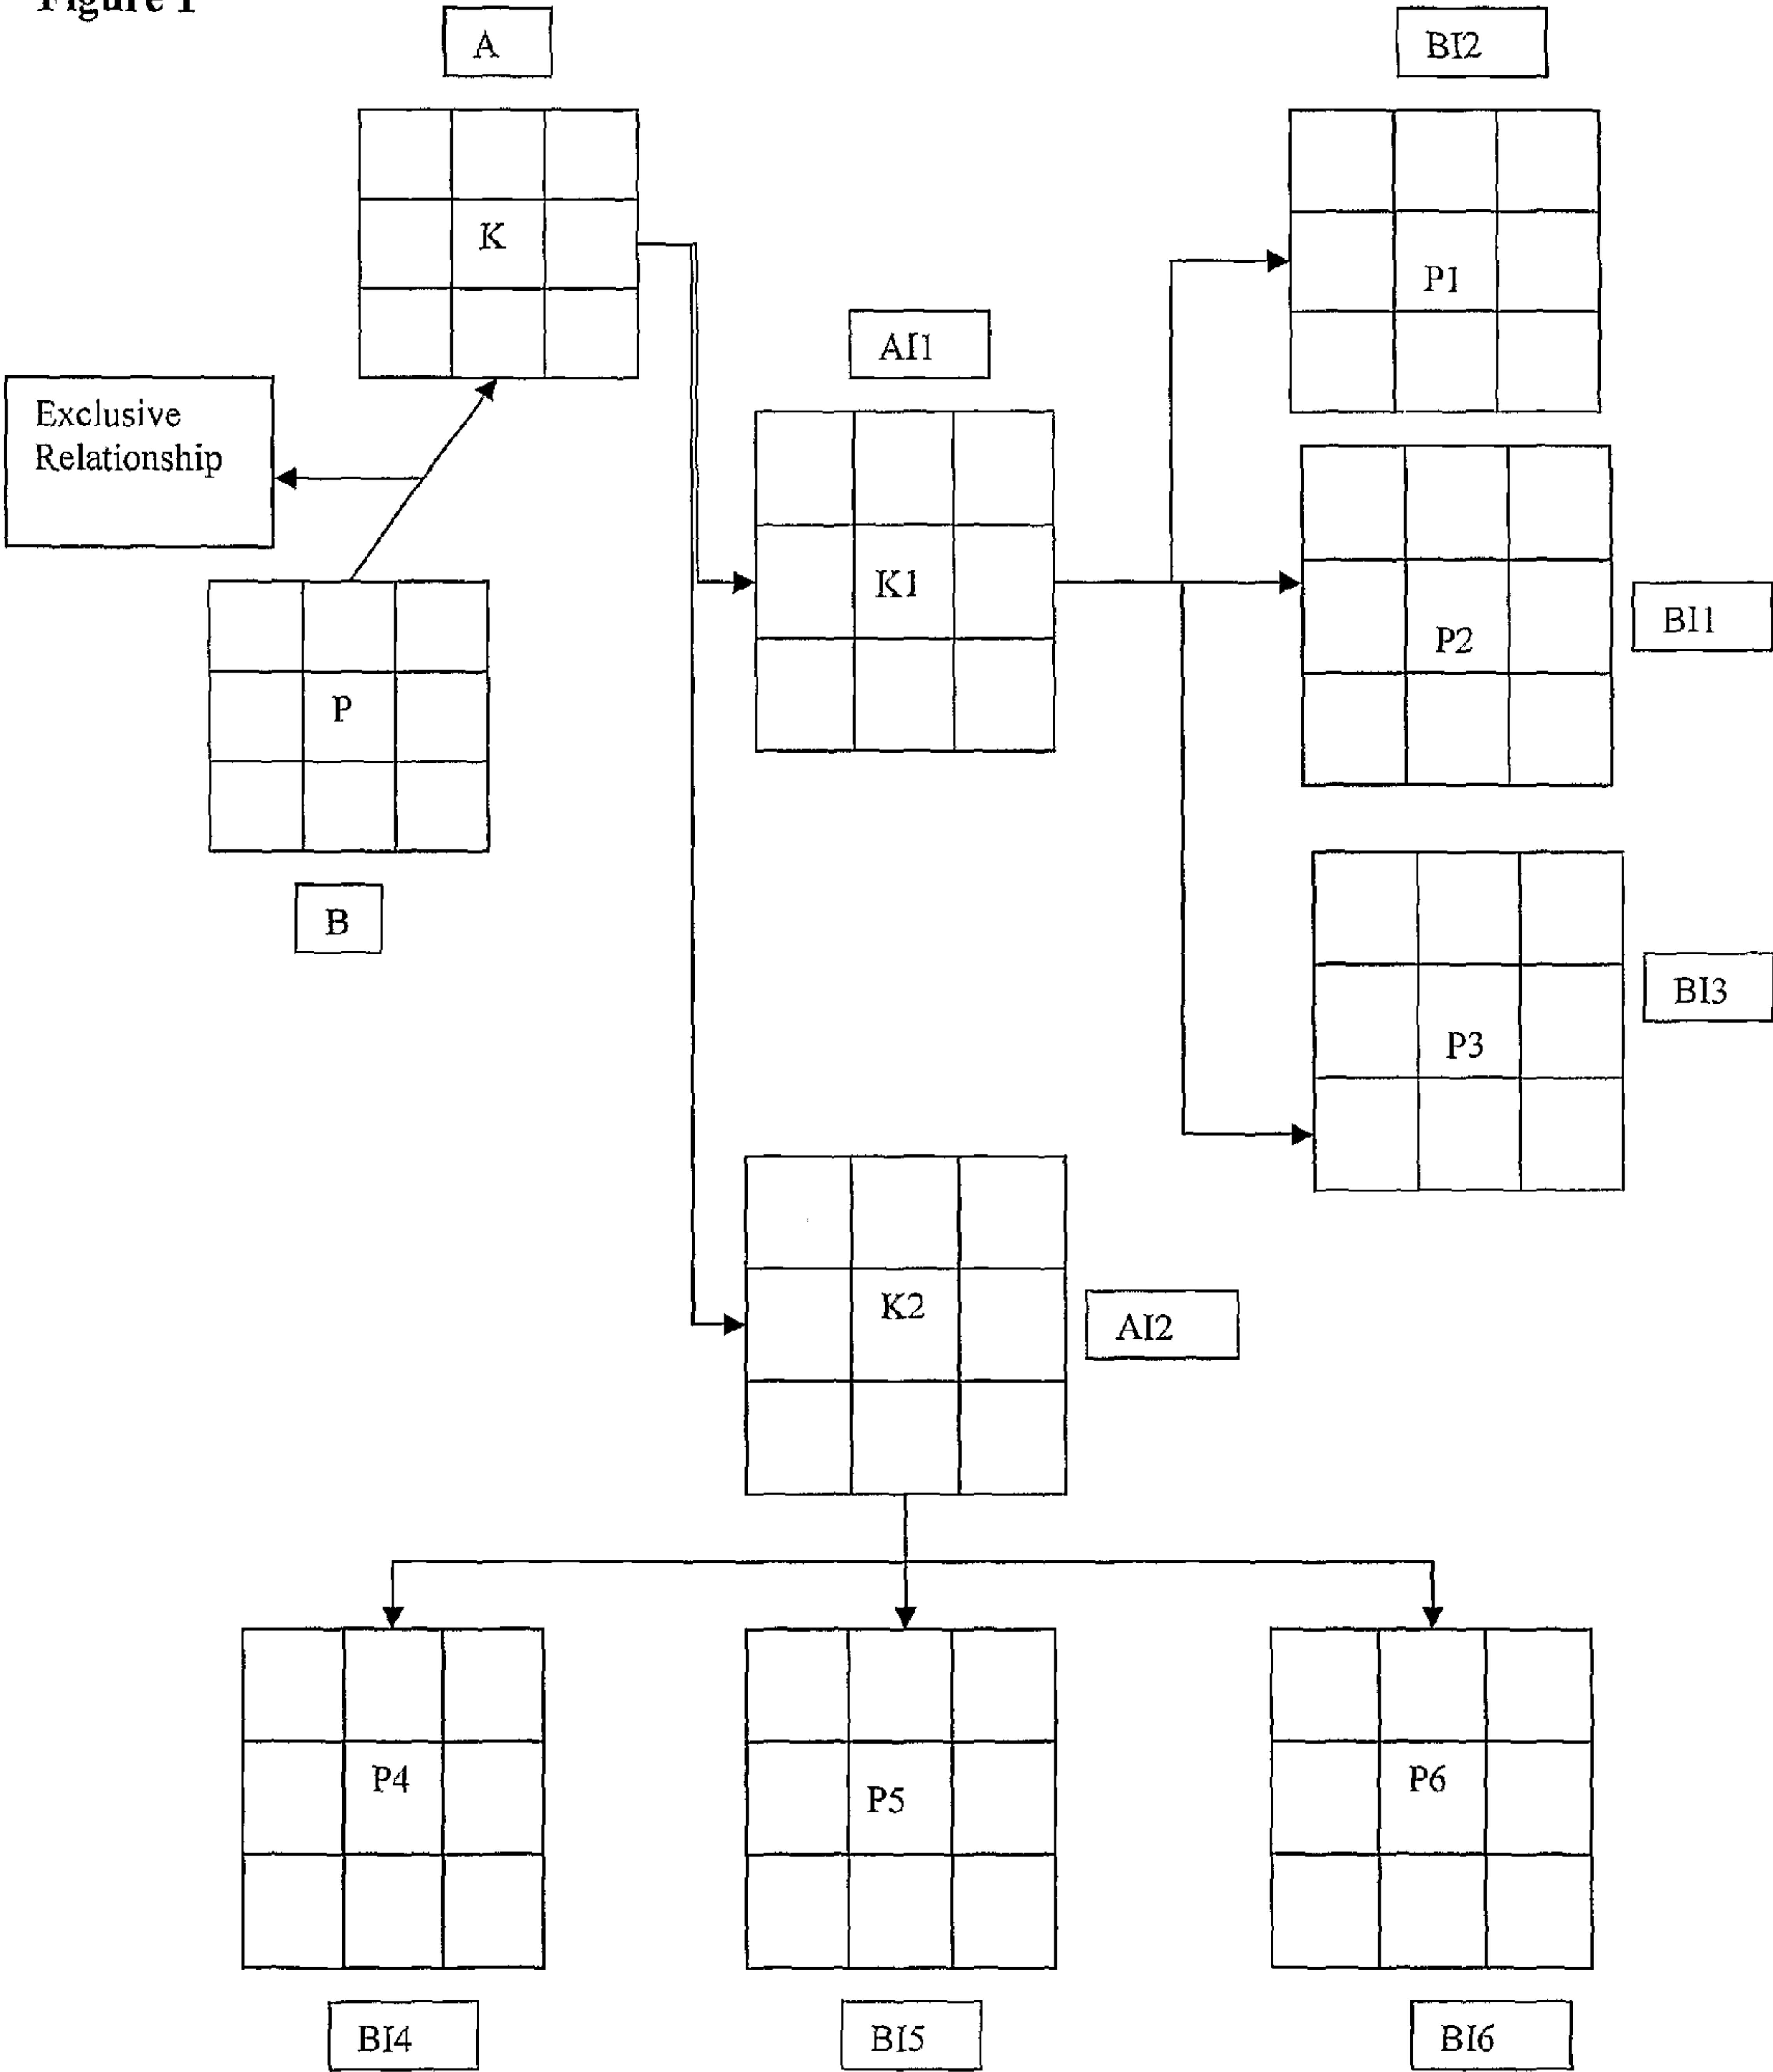 Figure 1
A
BI2
K
P1
AI1
Exclusive
Relationship
K1
P2
BI1
P
B
BI3
P3
K2
AI2
P4
P5
P6
BI4
BI5
BI6